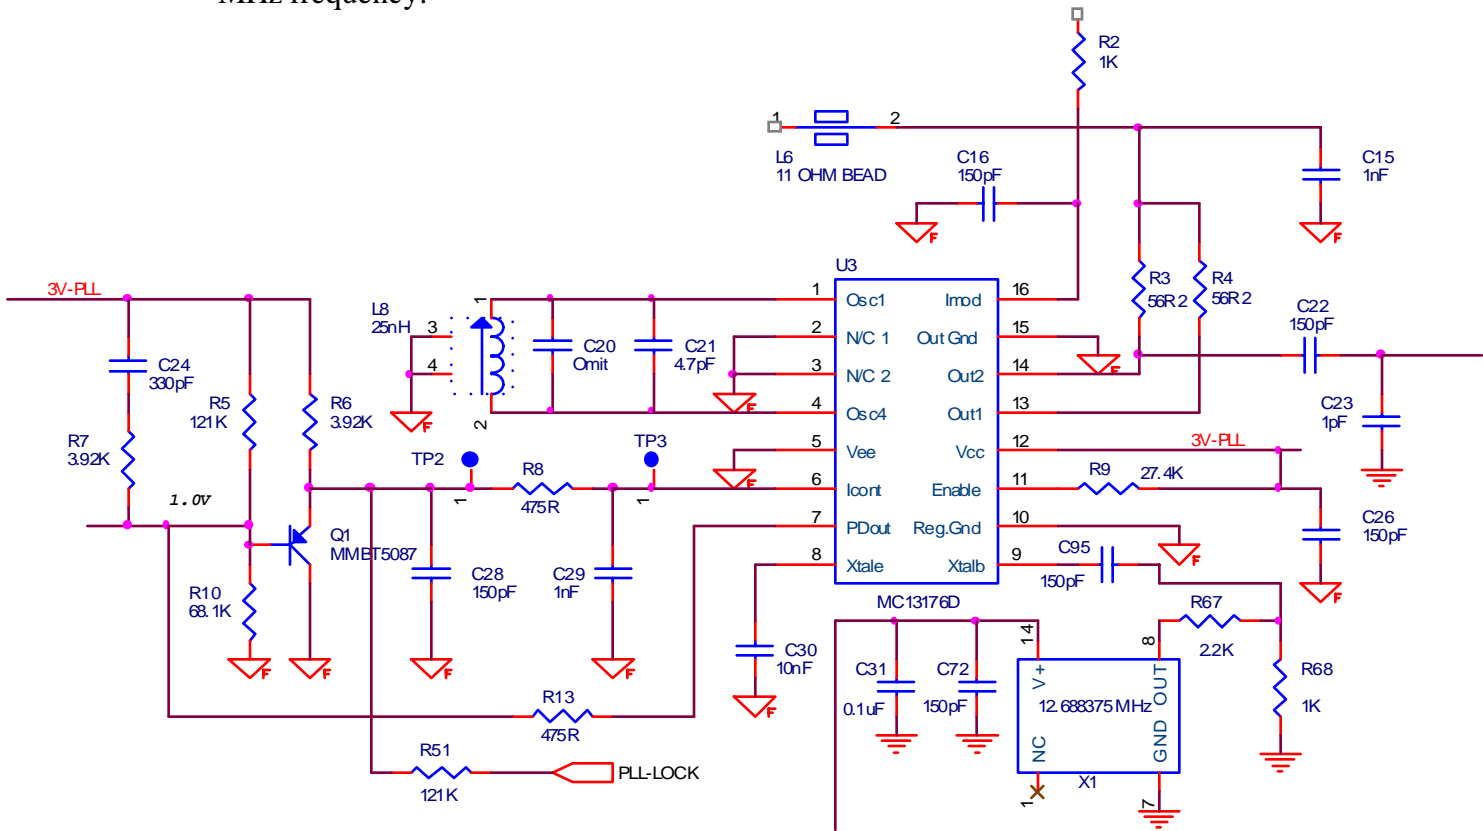 MHz frequency.
R2
1K
1
2
L6
11 OHM BEAD
C16
150pF
C15
1nF
F
F
U3
3V-PLL
L8
25nH
1
3
4
2
C20
Omit
C21
4.7pF
F
F
1 Osc1 Imod 16
2 N/C 1 Out Gnd 15
3 N/C 2 Out2 14
4 Osc4 Out1 13
5 Vee Vcc 12
6 Icont Enable 11
7 PDout Reg.Gnd 10
8 Xtale Xtalb 9
MC13176D
R3
56R2
R4
56R2
C22
150pF
C23
1pF
F
C24
330pF
R5
121K
R6
3.92K
R7
3.92K
1.0V
TP2
1
R8
475R
TP3
1
F
3V-PLL
R9
27.4K
C26
150pF
F
F
Q1
MMBT5087
R10
68.1K
C28
150pF
C29
1nF
C95
150pF
F
F
F
F
C30
10nF
F
C31
0.1uF
C72
150pF
14
8
V+
OUT
12.688375MHz
NC
GND
1
7
X1
R67
2.2K
R68
1K
R13
475R
R51
121K
PLL-LOCK